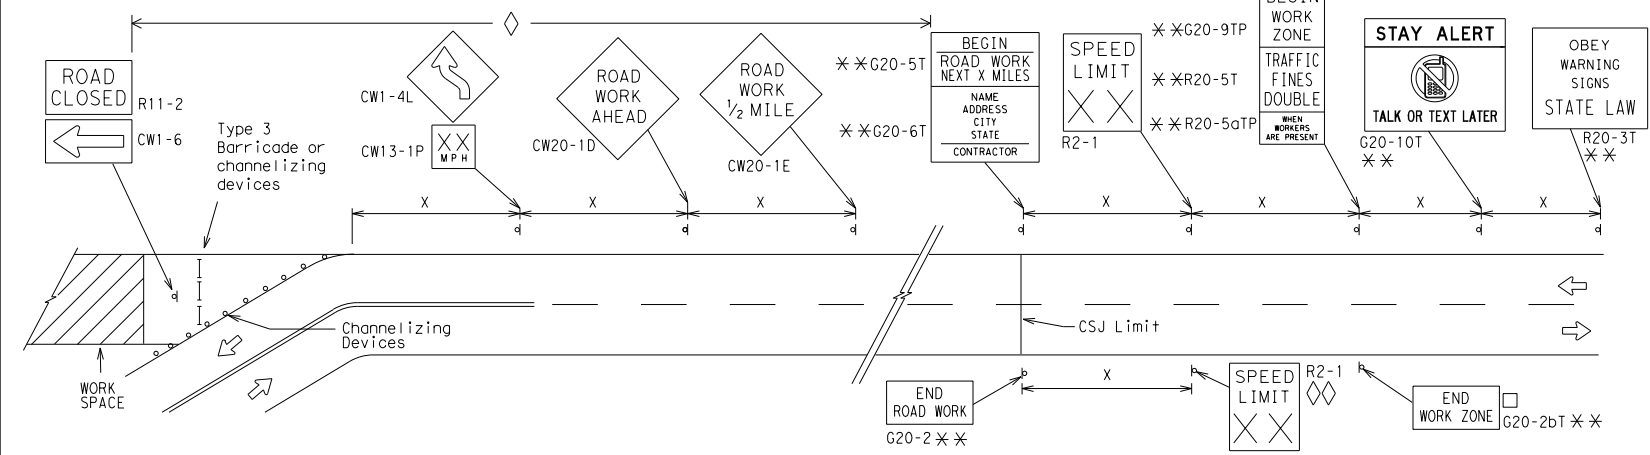 BEGIN
WORK
ZONE
TRAFFIC
FINES
DOUBLE
WHEN
WORKERS
ARE PRESENT
G20-9TP
R20-5T
R20-5aTP
STAY ALERT
TALK OR TEXT LATER
G20-10T
OBEY
WARNING
SIGNS
STATE LAW
R20-3T
ROAD
CLOSED
R11-2
CW1-6
Type 3
Barricade or
channelizing
devices
CW1-4L
XX
MPH
CW13-1P
ROAD
WORK
AHEAD
CW20-1D
ROAD
WORK
1/2 MILE
CW20-1E
G20-5T
BEGIN
ROAD WORK
NEXT X MILES
G20-6T
NAME
ADDRESS
CITY
STATE
CONTRACTOR
SPEED
LIMIT
XX
R2-1
X
X
X
X
X
X
X
Channelizing
Devices
CSJ Limit
WORK
SPACE
END
ROAD WORK
G20-2
X
SPEED
LIMIT
XX
R2-1
END
WORK ZONE
G20-2bT